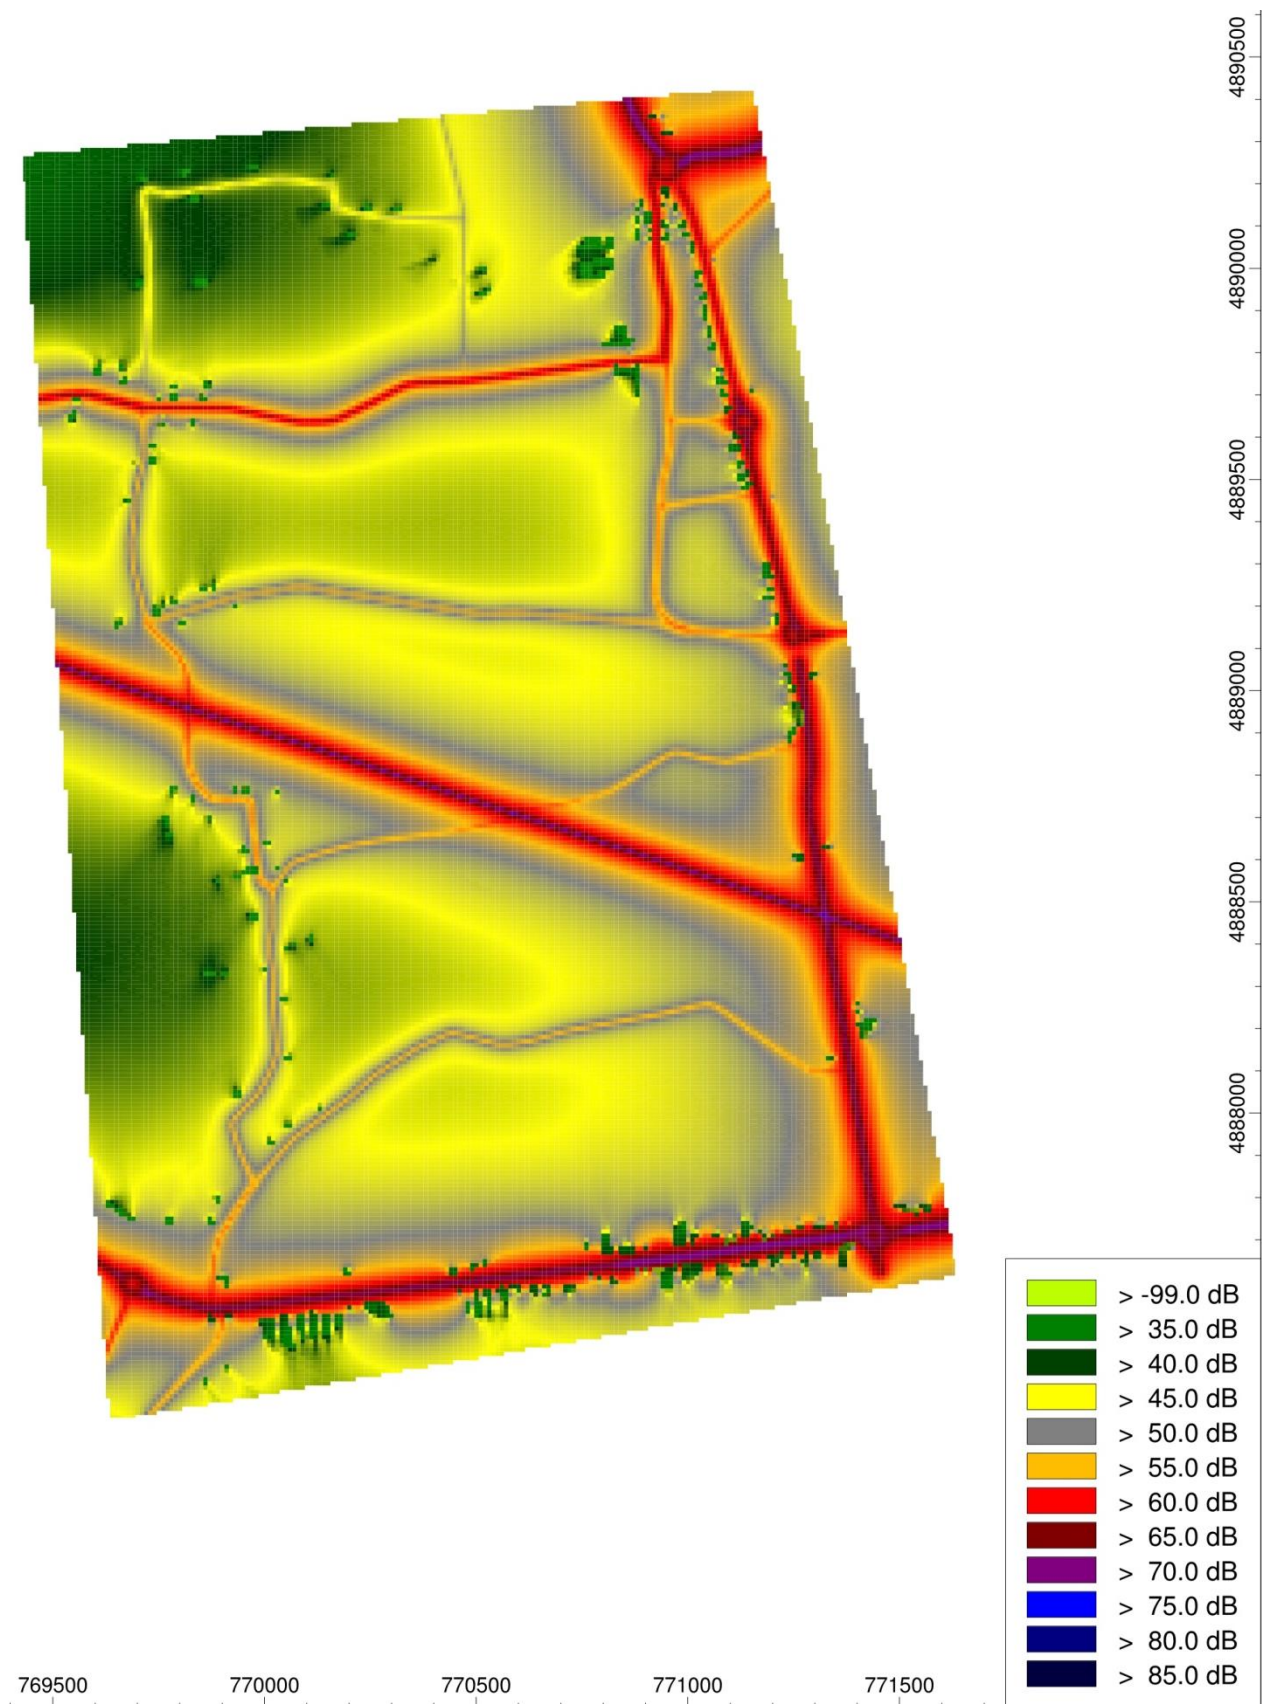 4890500
4890000
4889500
4889000
4888500
4888000
> -99.0 dB
> 35.0 dB
> 40.0 dB
> 45.0 dB
> 50.0 dB
> 55.0 dB
> 60.0 dB
> 65.0 dB
> 70.0 dB
> 75.0 dB
> 80.0 dB
> 85.0 dB
769500 770000 770500 771000 771500